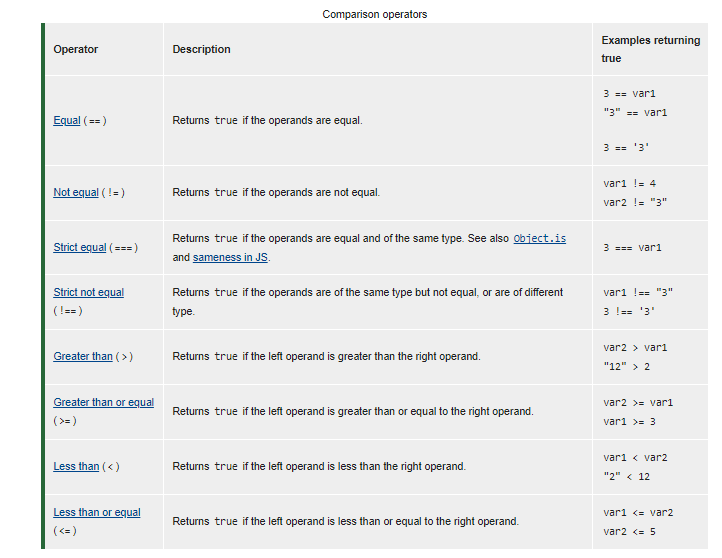 Comparison operators
Operator Description Examples returning
true
Equal (==) Returns true if the operands are equal. 3 == var1
"3" == var1
3 == '3'
Not equal (!=) Returns true if the operands are not equal. var1 != 4
var2 != "3"
Strict equal (===) Returns true if the operands are equal and of the same type. See also Object.is
and sameness in JS. 3 === var1
Strict not equal
(!==) Returns true if the operands are of the same type but not equal, or are of different
type. var1 !== "3"
3 !== '3'
Greater than (>) Returns true if the left operand is greater than the right operand. var2 > var1
"12" > 2
Greater than or equal
(>=) Returns true if the left operand is greater than or equal to the right operand. var2 >= var1
var1 >= 3
Less than (<) Returns true if the left operand is less than the right operand. var1 < var2
"2" < 12
Less than or equal
(<=) Returns true if the left operand is less than or equal to the right operand. var1 <= var2
var2 <= 5